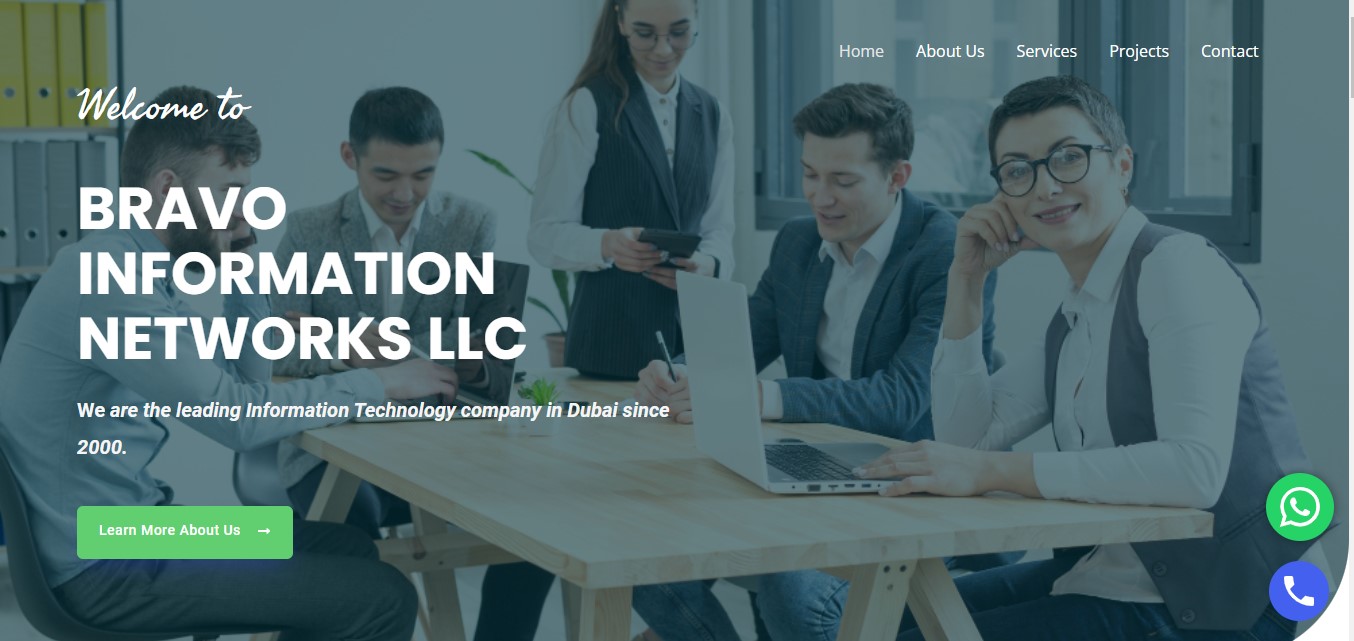 Home About Us Services Projects Contact
Welcome to
BRAVO
INFORMATION
NETWORKS LLC
We are the leading Information Technology company in Dubai since
2000.
Learn More About Us →